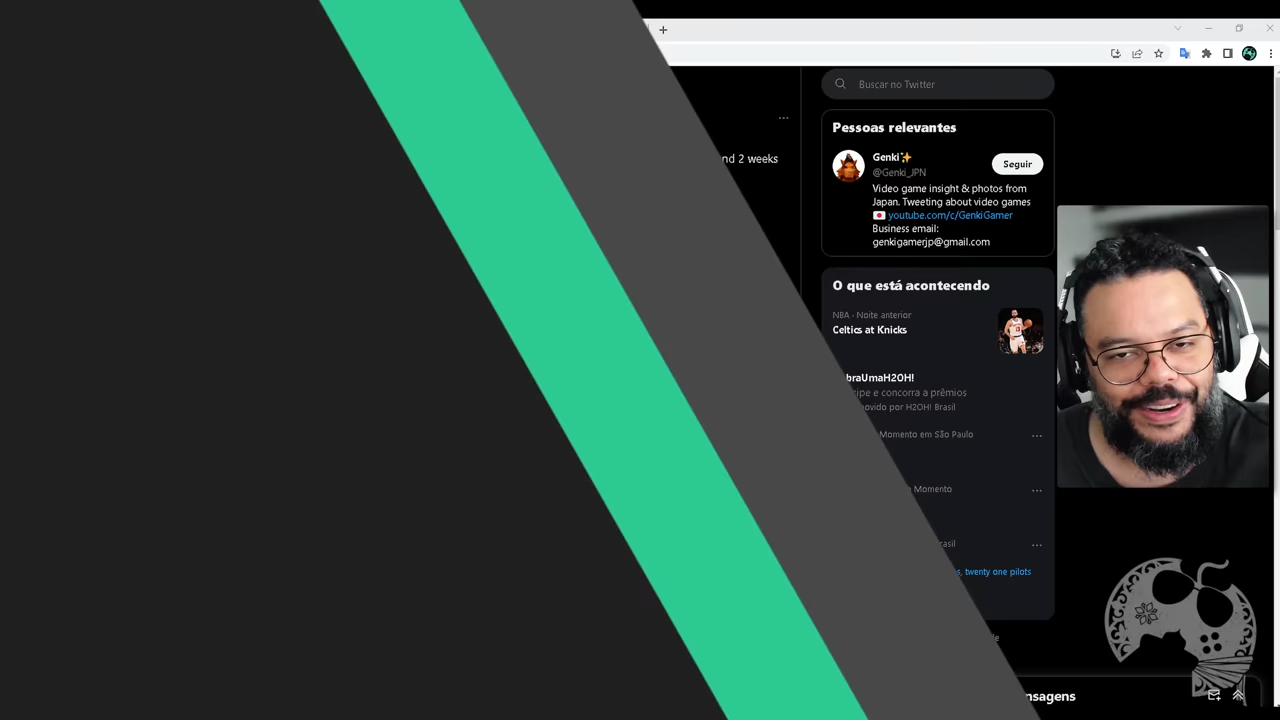 Buscar no Twitter
nd 2 weeks
Pessoas relevantes
Genki✨
@Genki_JPN
Seguir
Video game insight & photos from
Japan. Tweeting about video games
🇯🇵 youtube.com/c/GenkiGamer
Business email:
genkigamerjp@gmail.com
O que está acontecendo
NBA · Noite anterior
Celtics at Knicks
braUmaH2OH!
cipe e concorra a prêmios
ovido por H2OH! Brasil
Momento em São Paulo
Momento
rasil
s, twenty one pilots
nsagens